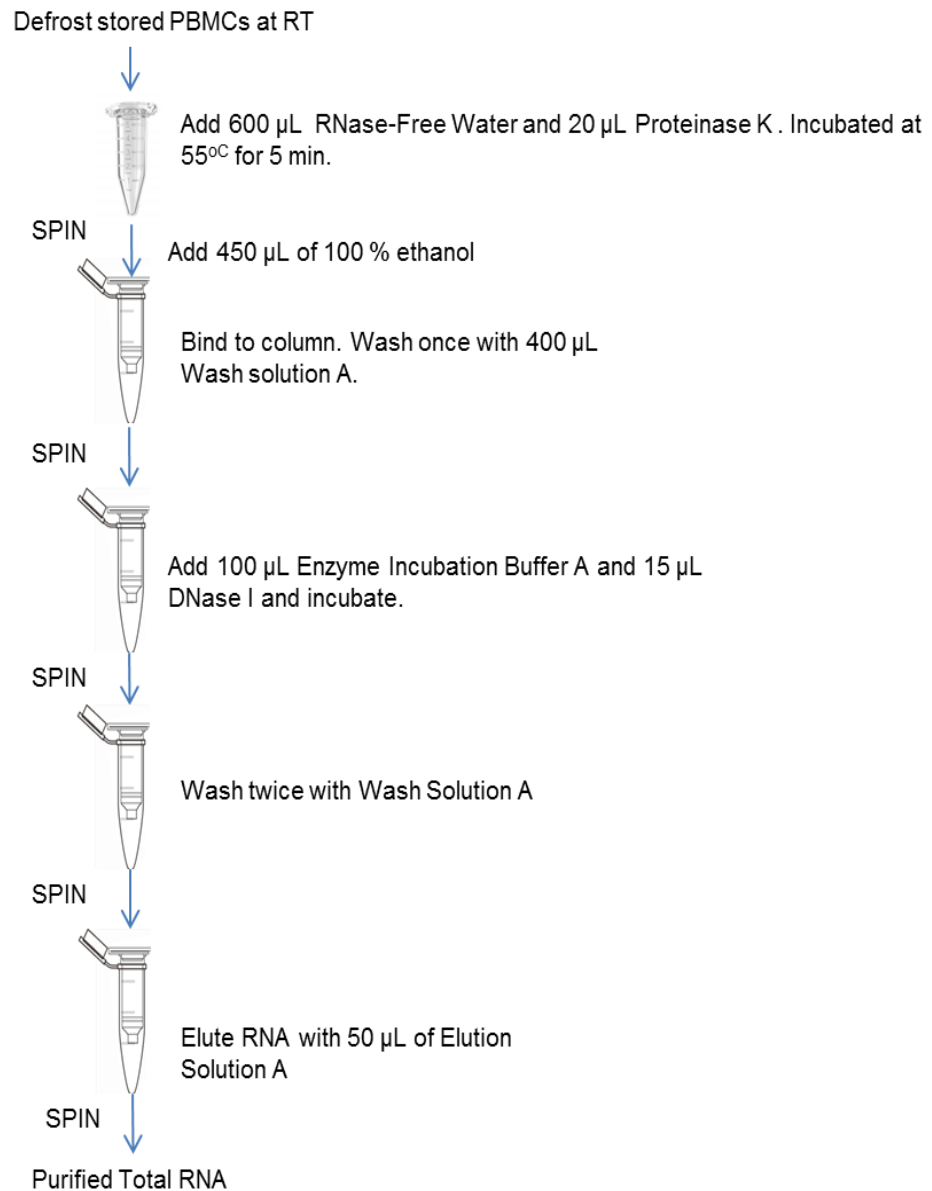 Defrost stored PBMCs at RT
Add 600 µL RNase-Free Water and 20 µL Proteinase K . Incubated at
55ºC for 5 min.
SPIN
Add 450 µL of 100 % ethanol
Bind to column. Wash once with 400 µL
Wash solution A.
SPIN
Add 100 µL Enzyme Incubation Buffer A and 15 µL
DNase I and incubate.
SPIN
Wash twice with Wash Solution A
SPIN
Elute RNA with 50 µL of Elution
Solution A
SPIN
Purified Total RNA